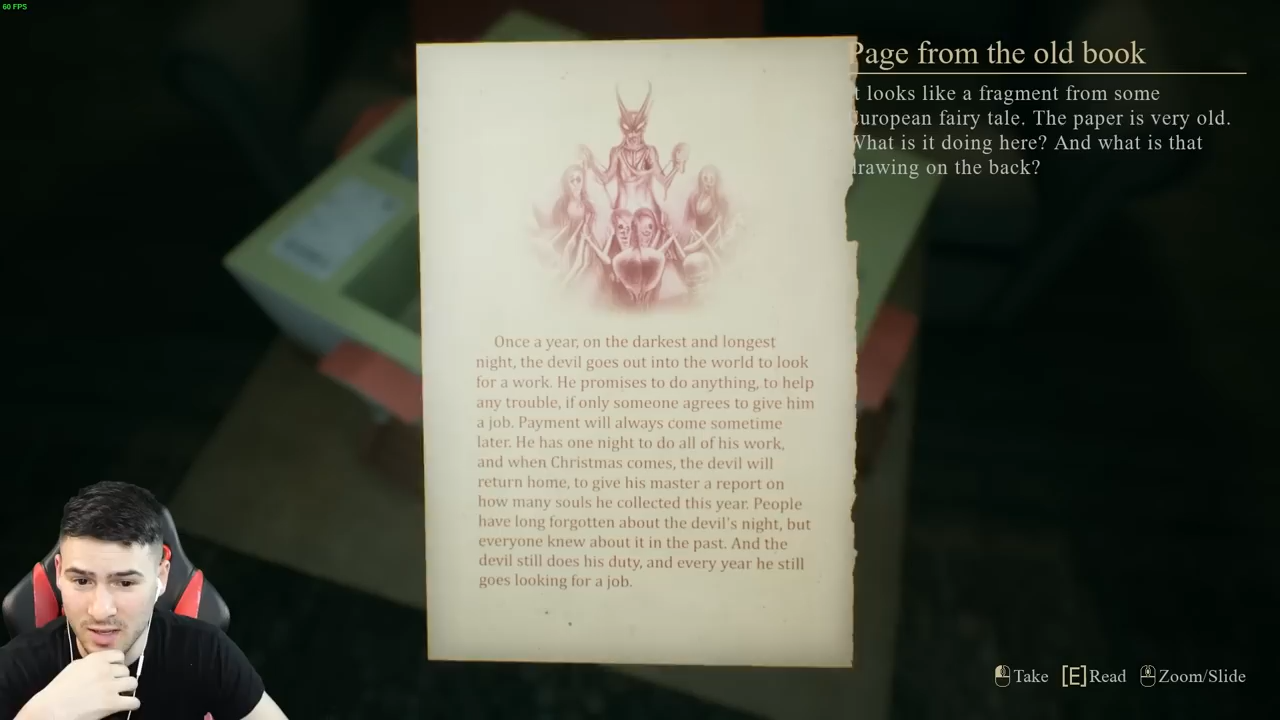 60 FPS
Page from the old book
t looks like a fragment from some
European fairy tale. The paper is very old.
What is it doing here? And what is that
drawing on the back?
Once a year, on the darkest and longest
night, the devil goes out into the world to look
for a work. He promises to do anything, to help
any trouble, if only someone agrees to give him
a job. Payment will always come sometime
later. He has one night to do all of his work,
and when Christmas comes, the devil will
return home, to give his master a report on
how many souls he collected this year. People
have long forgotten about the devil's night, but
everyone knew about it in the past. And the
devil still does his duty, and every year he still
goes looking for a job.
Take [E]Read Zoom/Slide